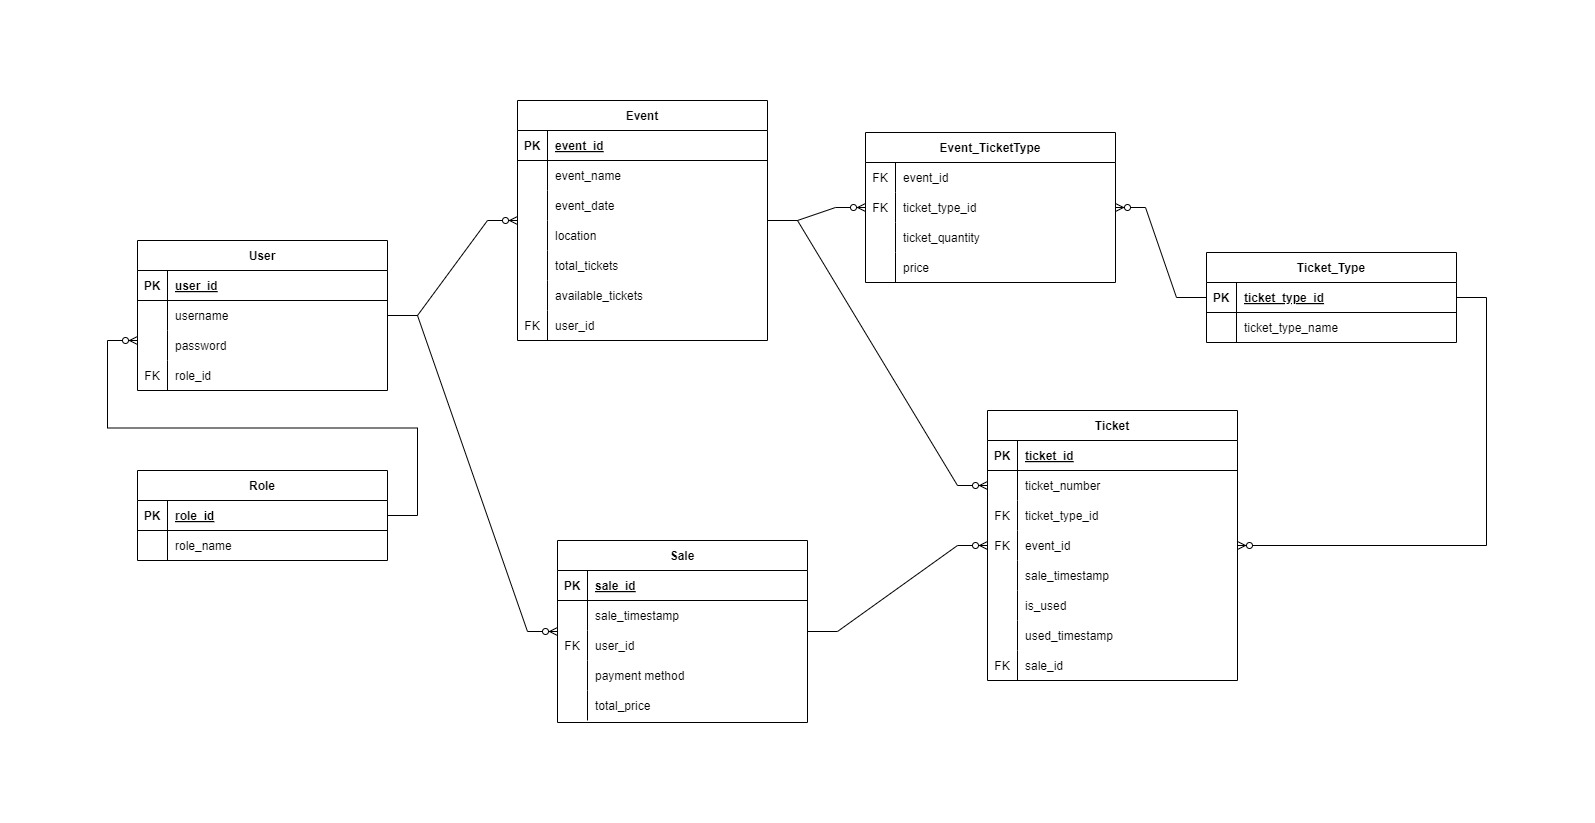 Event
PK event_id
event_name
event_date
location
total_tickets
available_tickets
FK user_id
Event_TicketType
FK event_id
FK ticket_type_id
ticket_quantity
price
User
PK user_id
username
password
FK role_id
Ticket_Type
PK ticket_type_id
ticket_type_name
Role
PK role_id
role_name
Ticket
PK ticket_id
ticket_number
FK ticket_type_id
FK event_id
sale_timestamp
is_used
used_timestamp
FK sale_id
Sale
PK sale_id
sale_timestamp
FK user_id
payment method
total_price